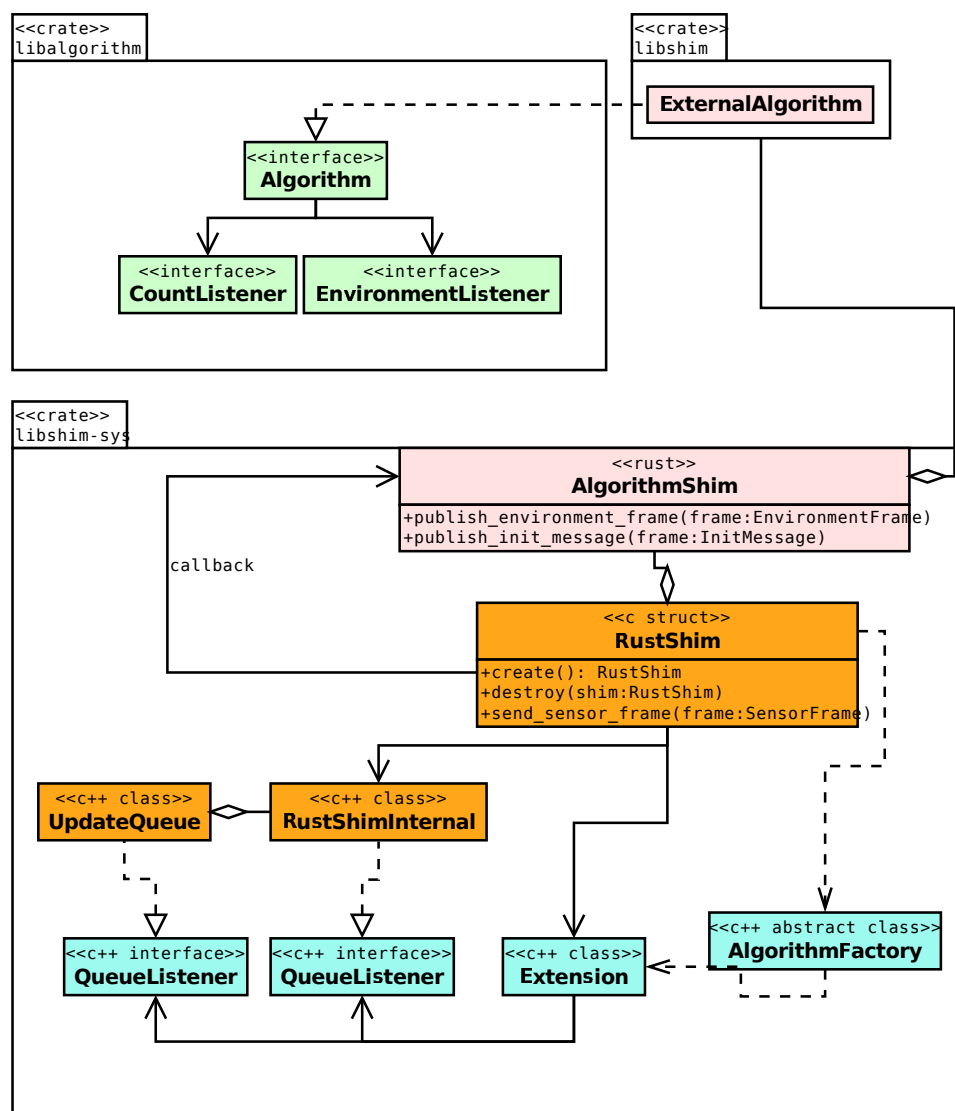 <<crate>>
libalgorithm
<<crate>>
libshim
ExternalAlgorithm
<<interface>>
Algorithm
<<interface>>
CountListener
<<interface>>
EnvironmentListener
<<crate>>
libshim-sys
<<rust>>
AlgorithmShim
+publish_environment_frame(frame:EnvironmentFrame)
+publish_init_message(frame:InitMessage)
callback
<<c struct>>
RustShim
+create(): RustShim
+destroy(shim:RustShim)
+send_sensor_frame(frame:SensorFrame)
<<c++ class>>
UpdateQueue
<<c++ class>>
RustShimInternal
<<c++ interface>>
QueueListener
<<c++ interface>>
QueueListener
<<c++ class>>
Extension
<<c++ abstract class>>
AlgorithmFactory